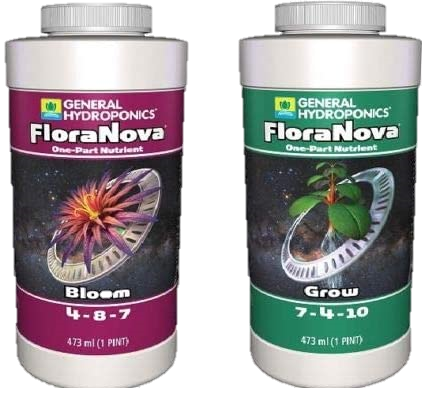 GENERAL
HYDROPONICS
FloraNova
One-Part Nutrient
Bloom
4-8-7
473 ml (1 PINT)
GENERAL
HYDROPONICS
FloraNova
One-Part Nutrient
Grow
7-4-10
473 ml (1 PINT)